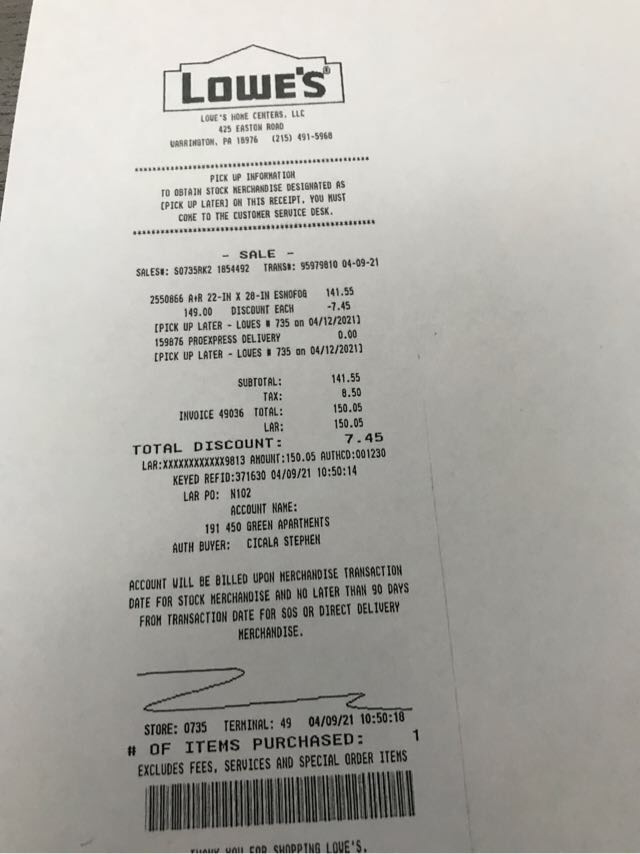 LOWE'S®
LOWE'S HOME CENTERS, LLC
425 EASTON ROAD
WARRINGTON, PA 18976 (215) 491-5968
PICK UP INFORMATION
TO OBTAIN STOCK MERCHANDISE DESIGNATED AS
[PICK UP LATER] ON THIS RECEIPT, YOU MUST
COME TO THE CUSTOMER SERVICE DESK.
- SALE -
SALES#: S0735RK2 1854492 TRANS#: 95979810 04-09-21
2550866 A+R 22-IN X 28-IN ESMOFOG 141.55
149.00 DISCOUNT EACH -7.45
[PICK UP LATER - LOWES # 735 on 04/12/2021]
159876 PROEXPRESS DELIVERY 0.00
[PICK UP LATER - LOWES # 735 on 04/12/2021]
SUBTOTAL: 141.55
TAX: 8.50
INVOICE 49036 TOTAL: 150.05
LAR: 150.05
TOTAL DISCOUNT: 7.45
LAR:XXXXXXXXXXXX9813 AMOUNT:150.05 AUTHCD:001230
KEYED REFID:371630 04/09/21 10:50:14
LAR PO: N102
ACCOUNT NAME:
191 450 GREEN APARTMENTS
AUTH BUYER: CICALA STEPHEN
ACCOUNT WILL BE BILLED UPON MERCHANDISE TRANSACTION
DATE FOR STOCK MERCHANDISE AND NO LATER THAN 90 DAYS
FROM TRANSACTION DATE FOR SOS OR DIRECT DELIVERY
MERCHANDISE.
STORE: 0735 TERMINAL: 49 04/09/21 10:50:18
# OF ITEMS PURCHASED: 1
EXCLUDES FEES, SERVICES AND SPECIAL ORDER ITEMS
THANK YOU FOR SHOPPING LOWE'S.